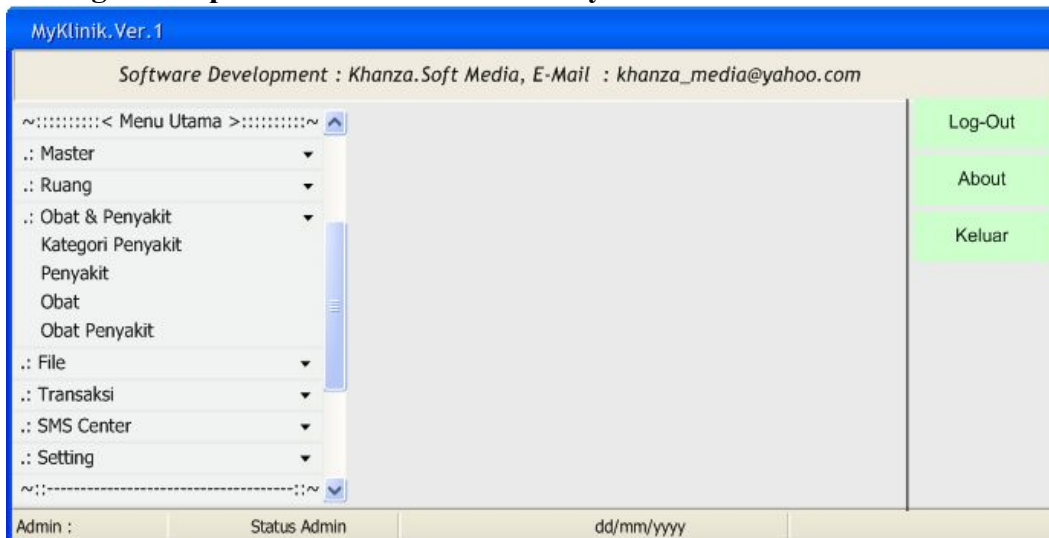 MyKlinik.Ver.1
Software Development : Khanza.Soft Media, E-Mail : khanza_media@yahoo.com
~::::::::::< Menu Utama >::::::::::~
.: Master
.: Ruang
.: Obat & Penyakit
Kategori Penyakit
Penyakit
Obat
Obat Penyakit
.: File
.: Transaksi
.: SMS Center
.: Setting
~::-------------------------------------::~
Log-Out
About
Keluar
Admin : Status Admin dd/mm/yyyy